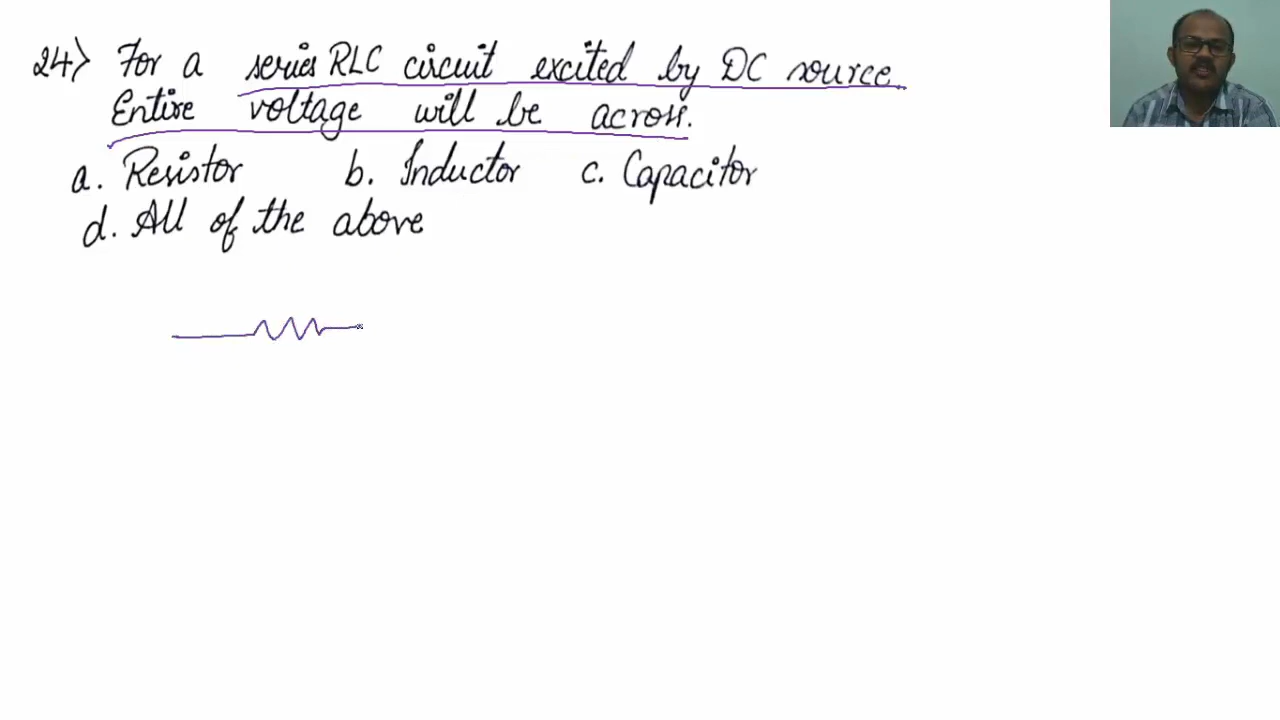 24> For a series RLC circuit excited by DC source.
Entire voltage will be across.
a. Resistor b. Inductor c. Capacitor
d. All of the above